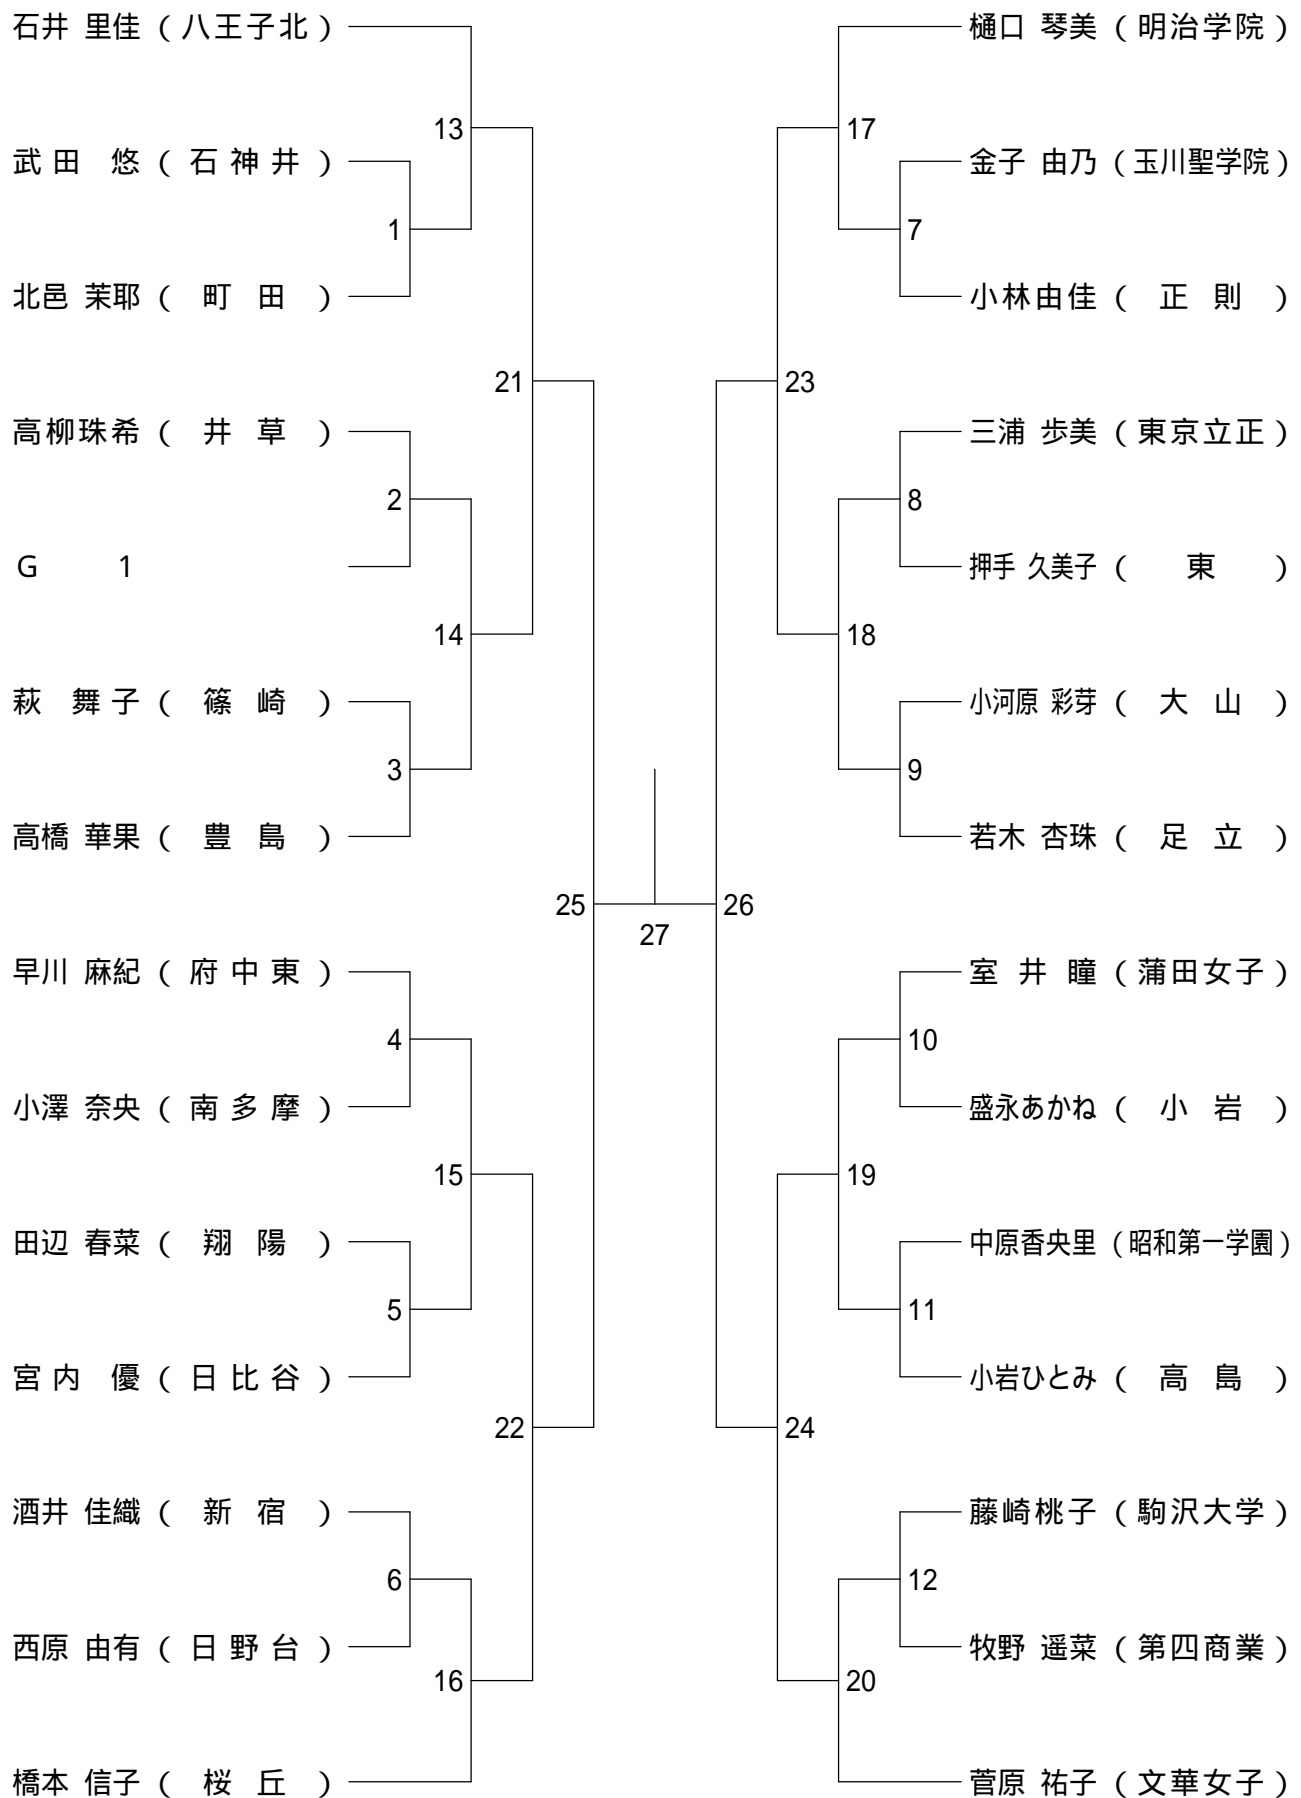 石井 里佳 ( 八王子北 )
13
武田 悠 ( 石神井 )
1
北邑 茉耶 ( 町田 )
21
高柳珠希 ( 井草 )
2
G 1
14
萩 舞子 ( 篠崎 )
3
高橋 華果 ( 豊島 )
25
早川 麻紀 ( 府中東 )
4
小澤 奈央 ( 南多摩 )
15
田辺 春菜 ( 翔陽 )
5
宮内 優 ( 日比谷 )
22
酒井 佳織 ( 新宿 )
6
西原 由有 ( 日野台 )
16
橋本 信子 ( 桜丘 )
27
樋口 琴美 ( 明治学院 )
17
金子 由乃 ( 玉川聖学院 )
7
小林由佳 ( 正則 )
23
三浦 歩美 ( 東京立正 )
8
押手 久美子 ( 東 )
18
小河原 彩芽 ( 大山 )
9
若木 杏珠 ( 足立 )
26
室井瞳 ( 蒲田女子 )
10
盛永あかね ( 小岩 )
19
中原香央里 ( 昭和第一学園 )
11
小岩ひとみ ( 高島 )
24
藤崎桃子 ( 駒沢大学 )
12
牧野 遥菜 ( 第四商業 )
20
菅原 祐子 ( 文華女子 )